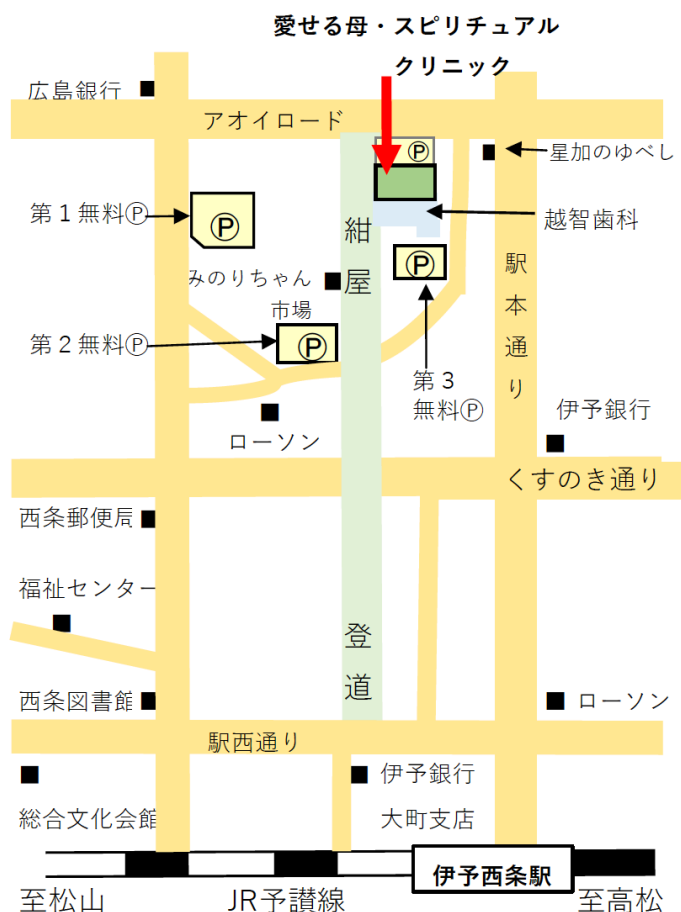 愛せる母・スピリチュアル
クリニック
広島銀行
アオイロード
Ⓟ
星加のゆべし
第１無料Ⓟ
Ⓟ
越智歯科
紺屋
Ⓟ
駅本通り
みのりちゃん
市場
第２無料Ⓟ
Ⓟ
第３
無料Ⓟ
ローソン
伊予銀行
くすのき通り
西条郵便局
福祉センター
登道
西条図書館
ローソン
駅西通り
伊予銀行
大町支店
総合文化会館
伊予西条駅
至松山
JR予讃線
至高松